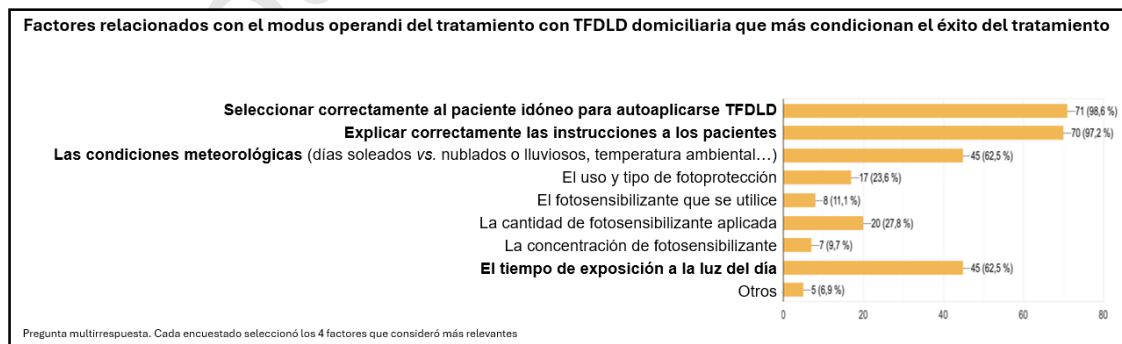 Factores relacionados con el modus operandi del tratamiento con TFDLD domiciliaria que más condicionan el éxito del tratamiento
Seleccionar correctamente al paciente idóneo para autoaplicarse TFDLD
71 (98,6 %)
Explicar correctamente las instrucciones a los pacientes
70 (97,2 %)
Las condiciones meteorológicas (días soleados vs. nublados o lluviosos, temperatura ambiental...)
45 (62,5 %)
El uso y tipo de fotoprotección
17 (23,6 %)
El fotosensibilizante que se utilice
8 (11,1 %)
La cantidad de fotosensibilizante aplicada
20 (27,8 %)
La concentración de fotosensibilizante
7 (9,7 %)
El tiempo de exposición a la luz del día
45 (62,5 %)
Otros
5 (6,9 %)
0 20 40 60 80
Pregunta multirrespuesta. Cada encuestado seleccionó los 4 factores que consideró más relevantes